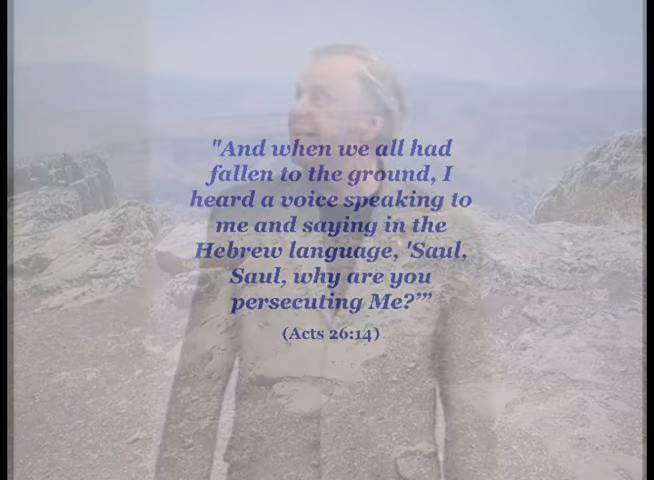 "And when we all had
fallen to the ground, I
heard a voice speaking to
me and saying in the
Hebrew language, 'Saul,
Saul, why are you
persecuting Me?’”
(Acts 26:14)